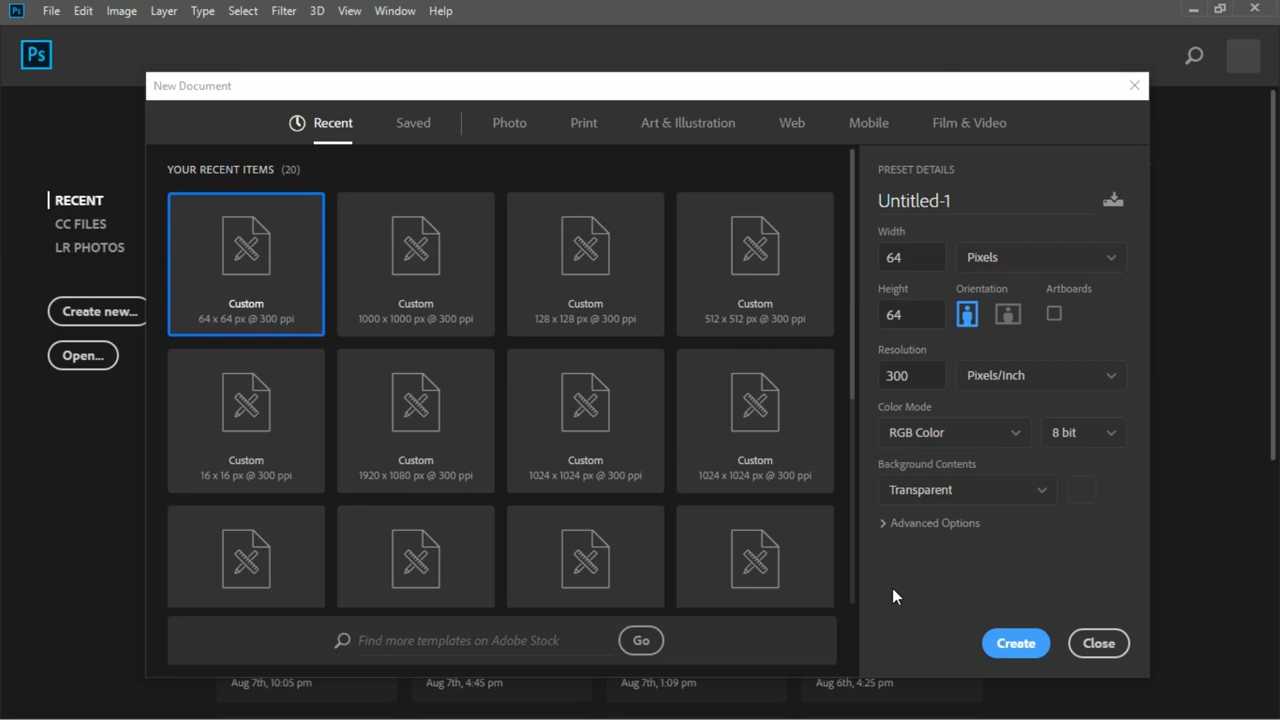 Ps File Edit Image Layer Type Select Filter 3D View Window Help
Ps
New Document
Recent Saved Photo Print Art & Illustration Web Mobile Film & Video
YOUR RECENT ITEMS (20)
Custom
64 x 64 px @ 300 ppi
Custom
1000 x 1000 px @ 300 ppi
Custom
128 x 128 px @ 300 ppi
Custom
512 x 512 px @ 300 ppi
Custom
16 x 16 px @ 300 ppi
Custom
1920 x 1080 px @ 300 ppi
Custom
1024 x 1024 px @ 300 ppi
Custom
1024 x 1024 px @ 300 ppi
Find more templates on Adobe Stock Go
PRESET DETAILS
Untitled-1
Width
64 Pixels
Height Orientation Artboards
64
Resolution
300 Pixels/Inch
Color Mode
RGB Color 8 bit
Background Contents
Transparent
Advanced Options
Create Close
RECENT
CC FILES
LR PHOTOS
Create new...
Open...
Aug 7th, 10:05 pm Aug 7th, 4:45 pm Aug 7th, 1:09 pm Aug 6th, 4:25 pm